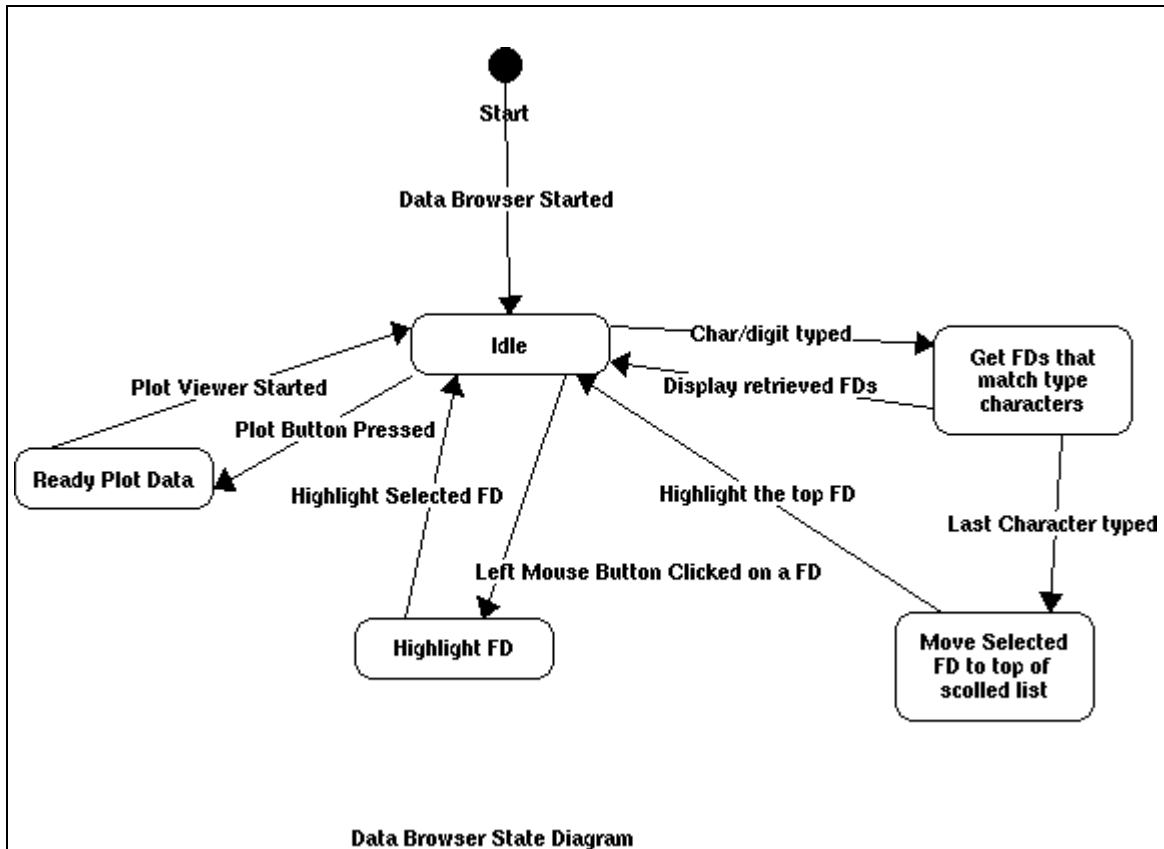 Start
Data Browser Started
Idle
Char/digit typed
Get FDs that
match type
characters
Display retrieved FDs
Plot Viewer Started
Plot Button Pressed
Ready Plot Data
Highlight Selected FD
Highlight the top FD
Last Character typed
Left Mouse Button Clicked on a FD
Highlight FD
Move Selected
FD to top of
scolled list
Data Browser State Diagram